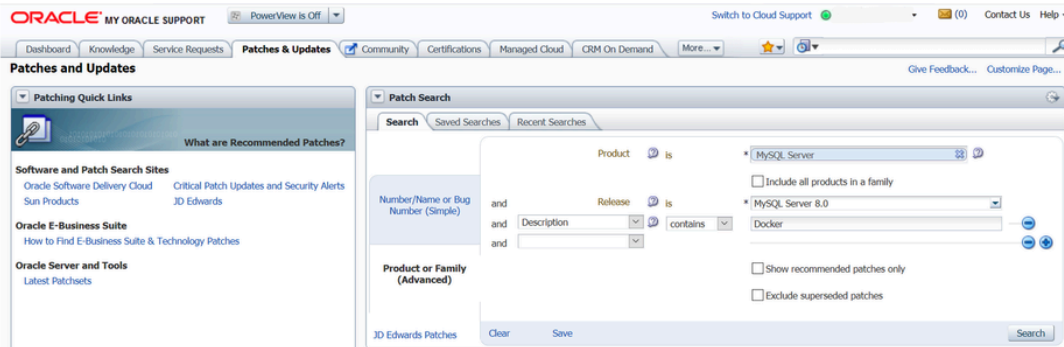 ORACLE® MY ORACLE SUPPORT
PowerView is Off
Switch to Cloud Support
(0)
Contact Us
Help
Dashboard
Knowledge
Service Requests
Patches & Updates
Community
Certifications
Managed Cloud
CRM On Demand
More...
Patches and Updates
Give Feedback...
Customize Page...
Patching Quick Links
What are Recommended Patches?
Software and Patch Search Sites
Oracle Software Delivery Cloud
Critical Patch Updates and Security Alerts
Sun Products
JD Edwards
Oracle E-Business Suite
How to Find E-Business Suite & Technology Patches
Oracle Server and Tools
Latest Patchsets
Patch Search
Search
Saved Searches
Recent Searches
Number/Name or Bug
Number (Simple)
Product or Family
(Advanced)
JD Edwards Patches
Product is * MySQL Server
Include all products in a family
and Release is * MySQL Server 8.0
and Description contains Docker
and
Show recommended patches only
Exclude superseded patches
Clear
Save
Search